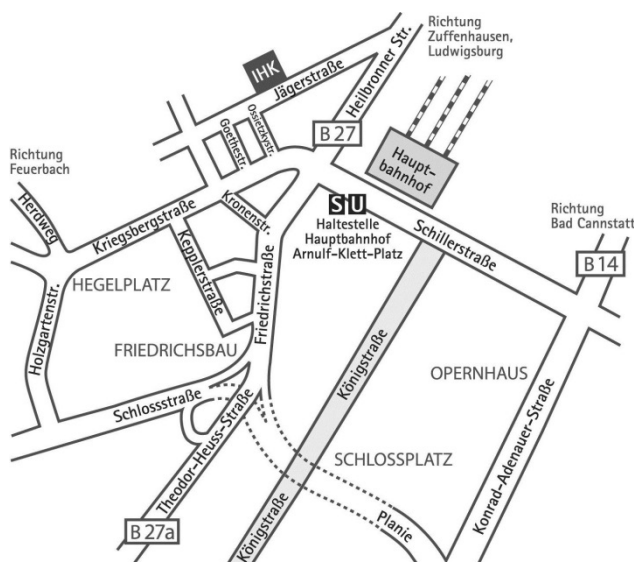 Richtung
Zuffenhausen,
Ludwigsburg
IHK
Jägerstraße
Heilbronner Str.
Ossietzkystr.
Goethestr.
B 27
Haupt-
bahnhof
Richtung
Feuerbach
Herdweg
Kriegsbergstraße
Kronenstr.
S U
Haltestelle
Hauptbahnhof
Arnulf-Klett-Platz
Schillerstraße
Richtung
Bad Cannstatt
B 14
Kepplerstraße
HEGELPLATZ
Holzgartenstr.
Friedrichstraße
FRIEDRICHSBAU
Königstraße
OPERNHAUS
Schlossstraße
Theodor-Heuss-Straße
SCHLOSSPLATZ
Konrad-Adenauer-Straße
Planie
B 27a
Königstraße